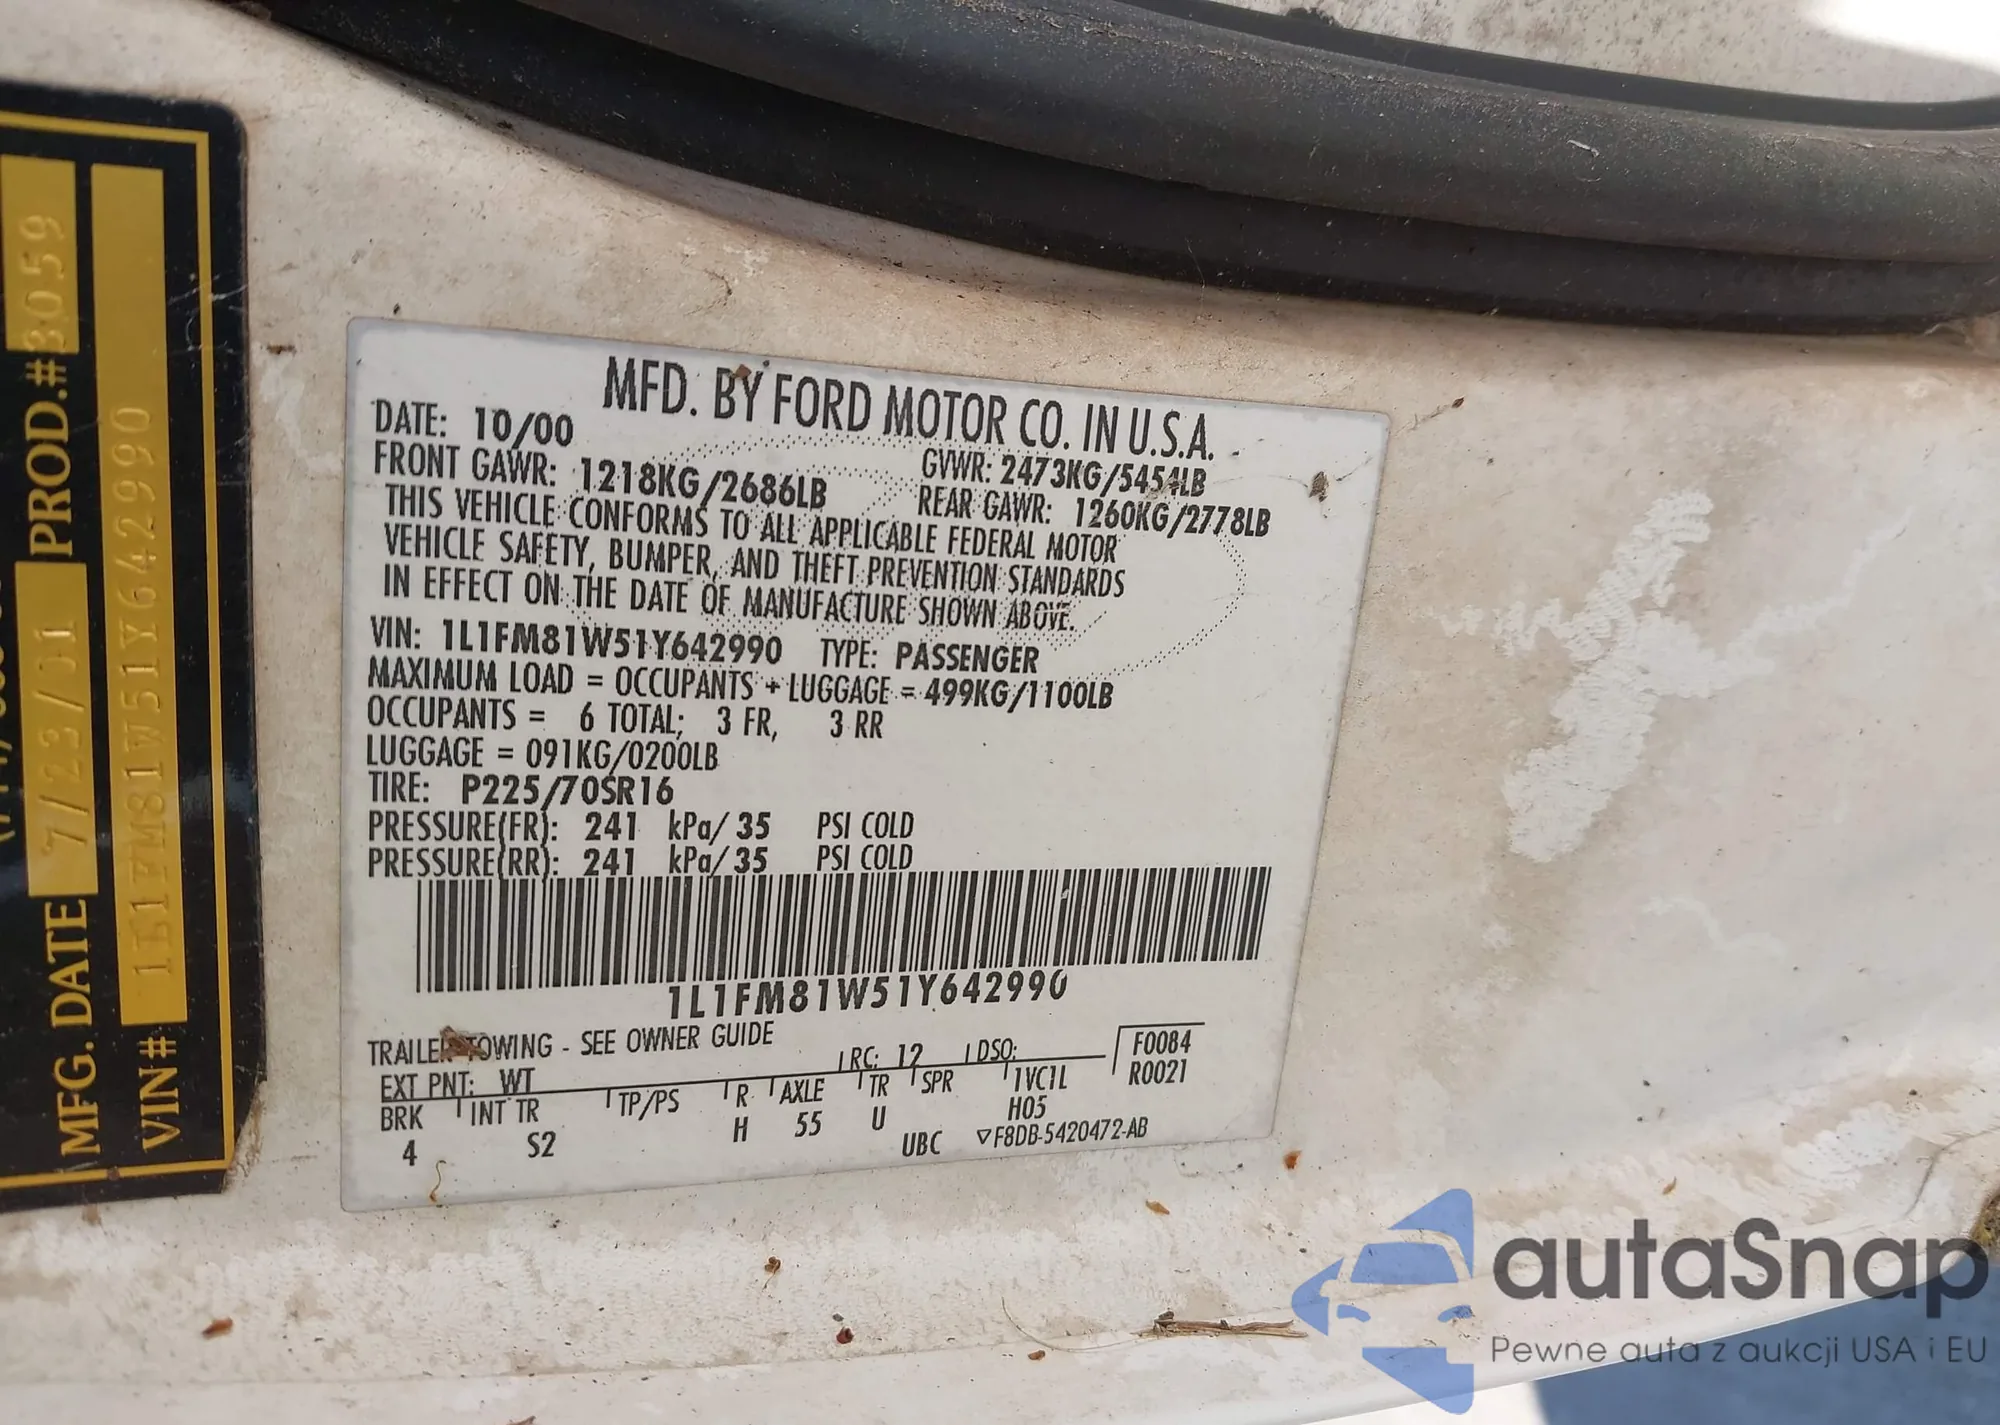 MFD. BY FORD MOTOR CO. IN U.S.A.
DATE: 10/00
GVWR: 2473KG/5454LB
FRONT GAWR: 1218KG/2686LB
REAR GAWR: 1260KG/2778LB
THIS VEHICLE CONFORMS TO ALL APPLICABLE FEDERAL MOTOR
VEHICLE SAFETY, BUMPER, AND THEFT PREVENTION STANDARDS
IN EFFECT ON THE DATE OF MANUFACTURE SHOWN ABOVE.
VIN: 1L1FM81W51Y642990 TYPE: PASSENGER
MAXIMUM LOAD = OCCUPANTS + LUGGAGE = 499KG/1100LB
OCCUPANTS = 6 TOTAL; 3 FR, 3 RR
LUGGAGE = 091KG/0200LB
TIRE: P225/70SR16
PRESSURE(FR): 241 kPa/ 35 PSI COLD
PRESSURE(RR): 241 kPa/ 35 PSI COLD
1L1FM81W51Y642990
TRAILER TOWING - SEE OWNER GUIDE
EXT PNT: WT RC: 12 DSO: F0084
BRK INT TR TP/PS R AXLE TR SPR 1VC1L R0021
4 S2 H 55 U H05
UBC ▽F8DB-5420472-AB
MFG. DATE 7/23/01 PROD.# 3059
VIN# 1L1FM81W51Y642990
autaSnap
Pewne auta z aukcji USA i EU